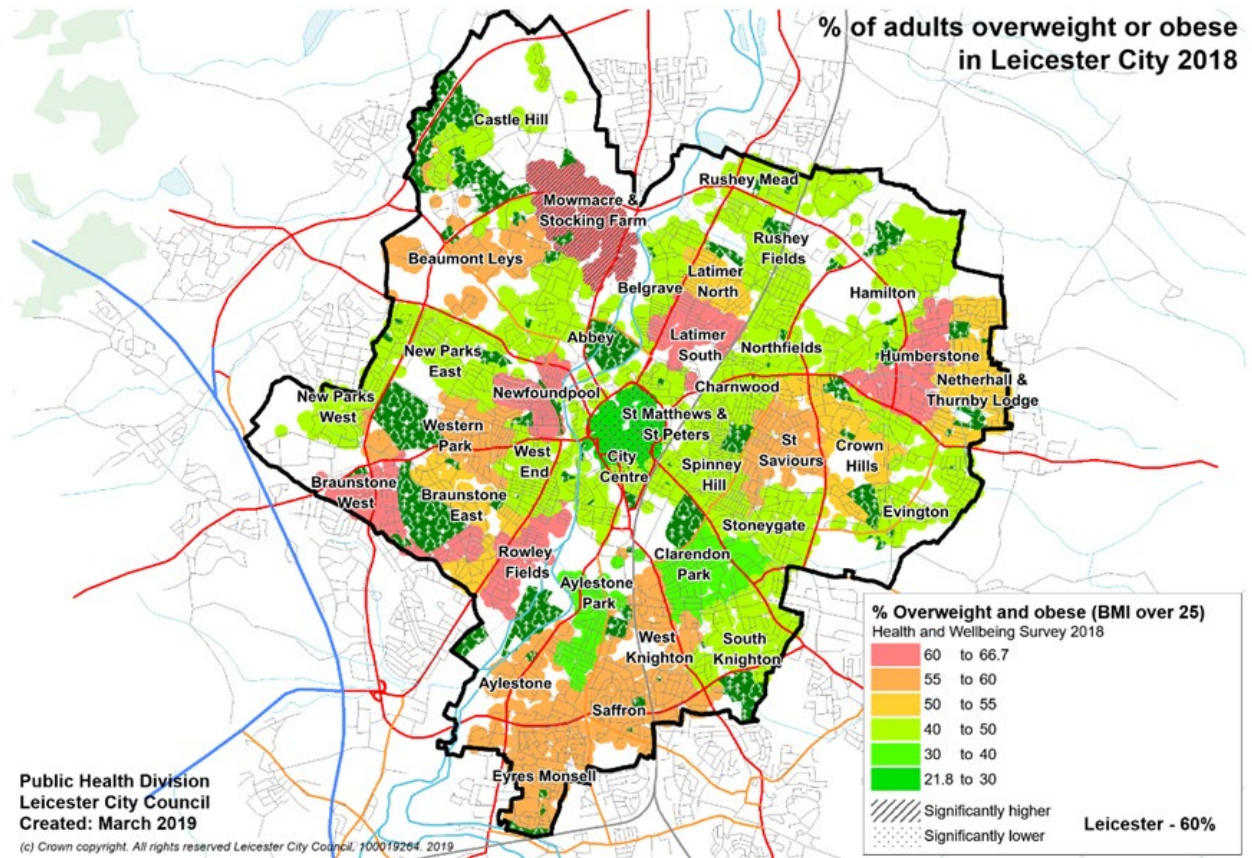 % of adults overweight or obese
in Leicester City 2018
Castle Hill
Rushey Mead
Mowmacre &
Stocking Farm
Rushey
Fields
Beaumont Leys
Latimer
North
Belgrave
Hamilton
Abbey
Latimer
South
Northfields
New Parks
East
Humberstone
Charnwood
Netherhall &
Thurnby Lodge
New Parks
West
Newfoundpool
St Matthews &
St Peters
Western
Park
West
End
City
Centre
Spinney
Hill
St
Saviours
Crown
Hills
Braunstone
West
Braunstone
East
Evington
Stoneygate
Rowley
Fields
Clarendon
Park
Aylestone
Park
West
Knighton
South
Knighton
Aylestone
Saffron
Eyres Monsell
% Overweight and obese (BMI over 25)
Health and Wellbeing Survey 2018
60 to 66.7
55 to 60
50 to 55
40 to 50
30 to 40
21.8 to 30
Significantly higher
Significantly lower
Leicester - 60%
Public Health Division
Leicester City Council
Created: March 2019
(c) Crown copyright. All rights reserved Leicester City Council, 100019264. 2019